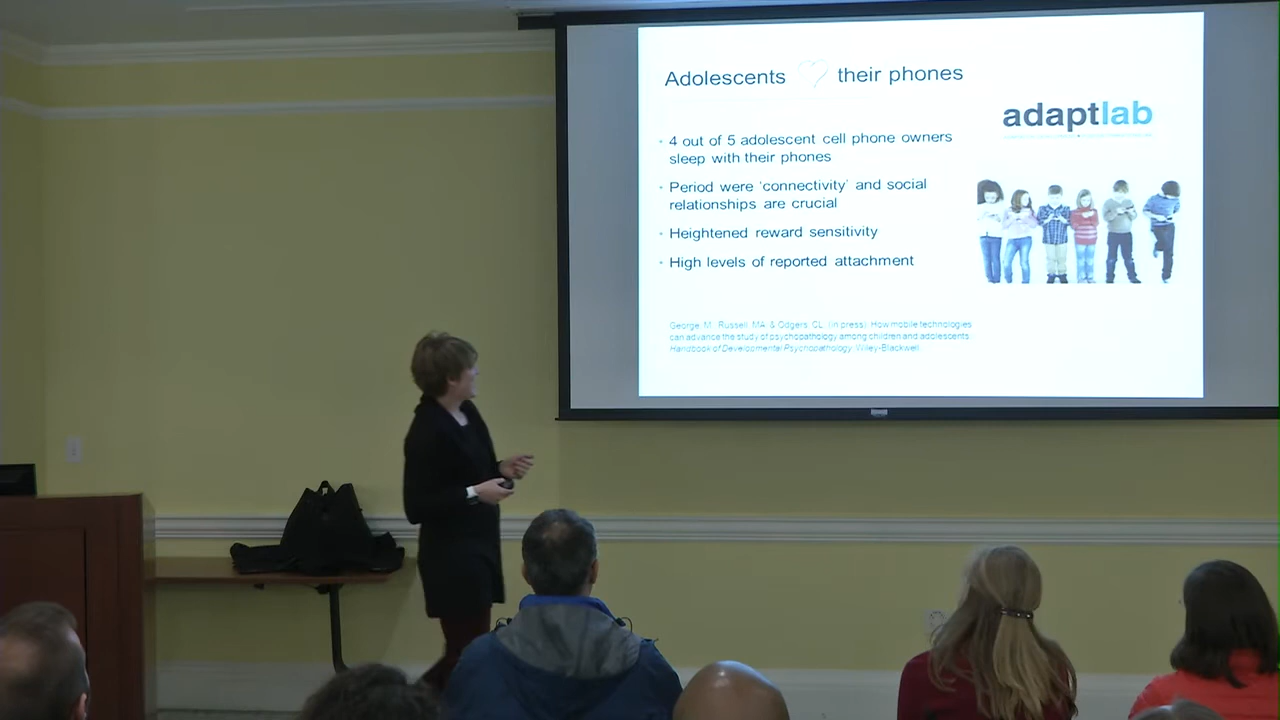 Adolescents their phones
adaptlab
• 4 out of 5 adolescent cell phone owners
sleep with their phones
• Period were ‘connectivity’ and social
relationships are crucial
• Heightened reward sensitivity
• High levels of reported attachment
George, M., Russell, MA. & Odgers, CL. (In press). How mobile technologies
can advance the study of psychopathology among children and adolescents.
Handbook of Developmental Psychopathology. Wiley-Blackwell.